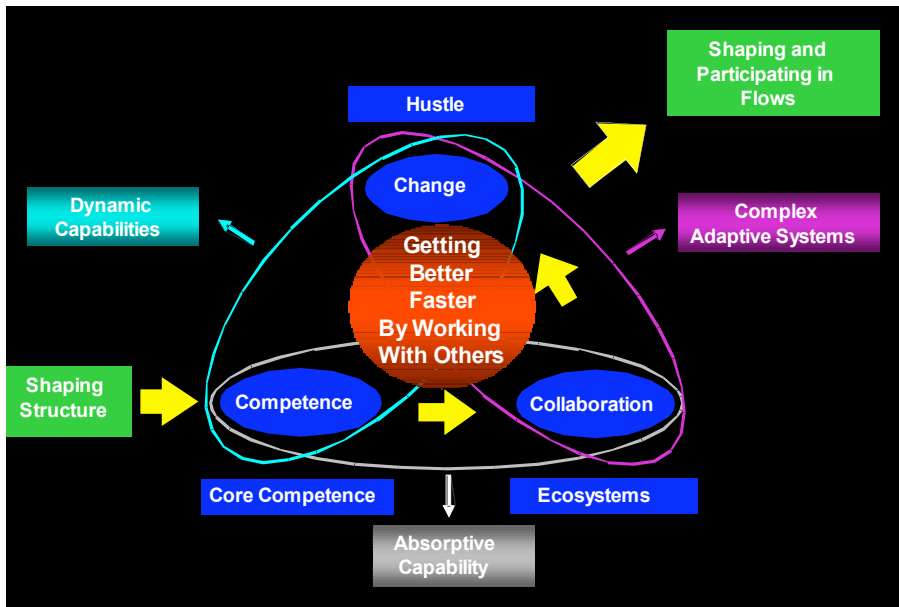 Shaping and
Participating in
Flows
Hustle
Change
Dynamic
Capabilities
Complex
Adaptive Systems
Getting
Better
Faster
By Working
With Others
Shaping
Structure
Competence
Collaboration
Core Competence
Ecosystems
Absorptive
Capability